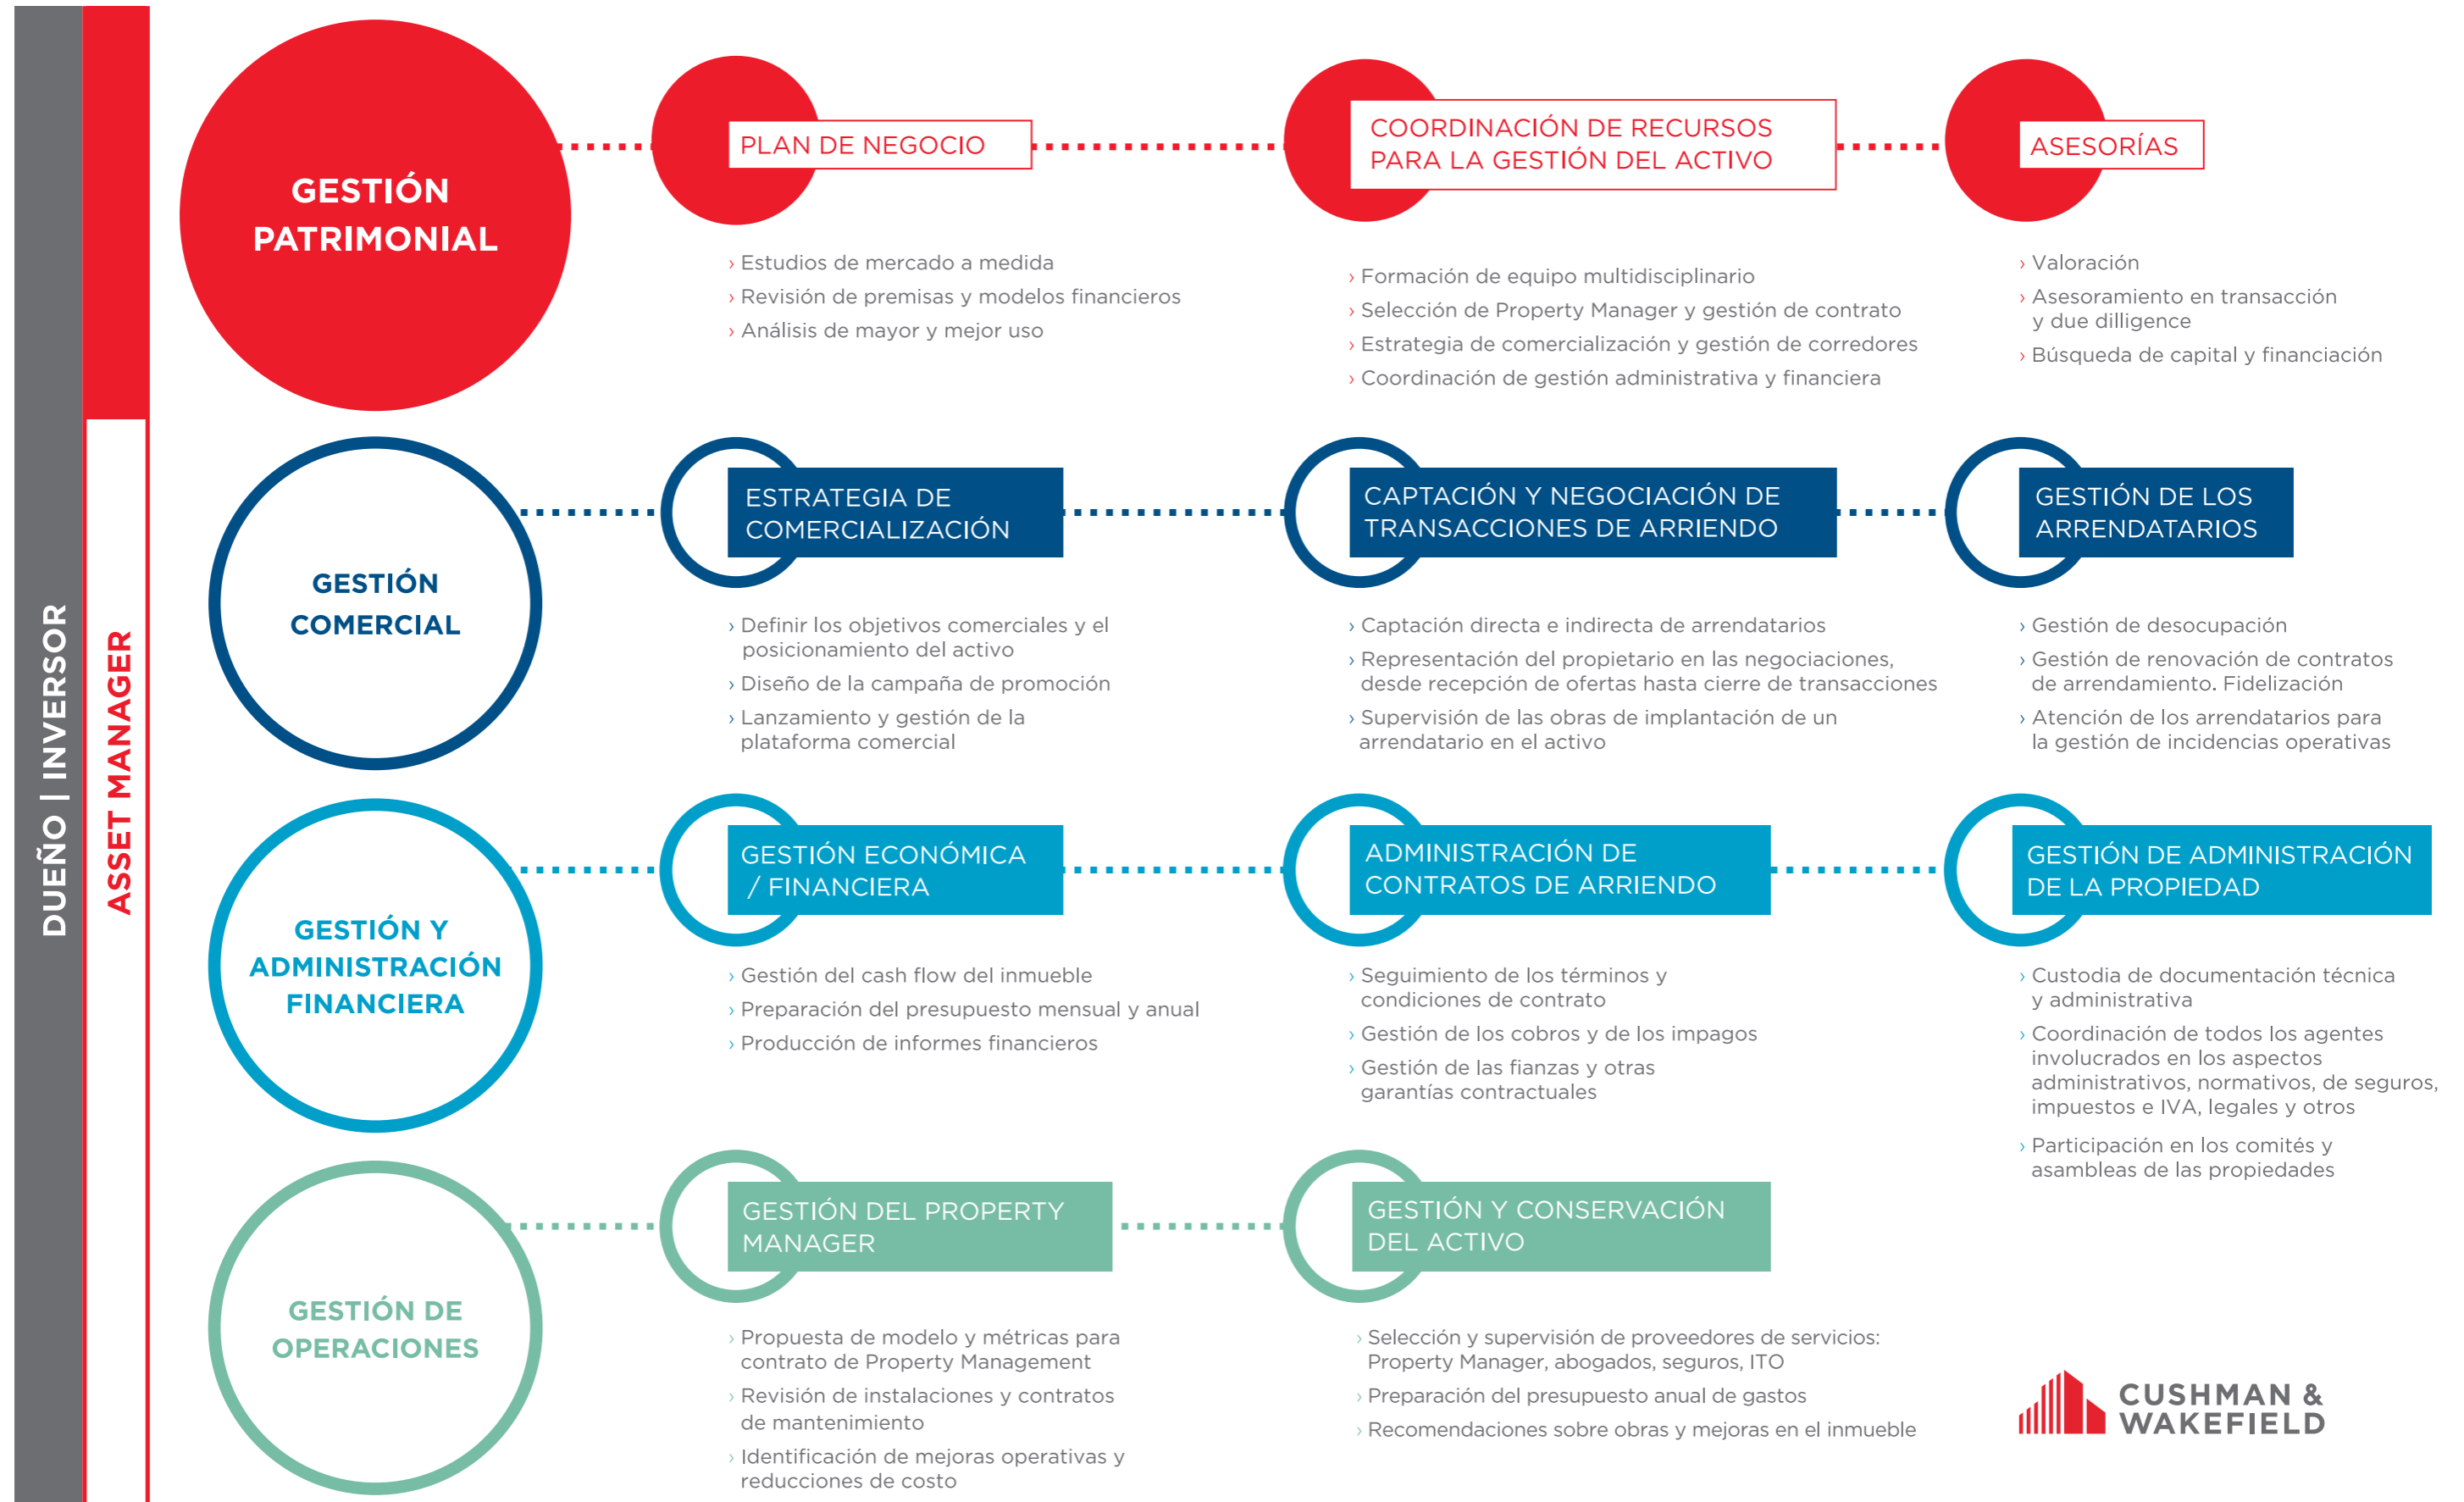 DUEÑO | INVERSOR
ASSET MANAGER
GESTIÓN
PATRIMONIAL
PLAN DE NEGOCIO
› Estudios de mercado a medida
› Revisión de premisas y modelos financieros
› Análisis de mayor y mejor uso
COORDINACIÓN DE RECURSOS
PARA LA GESTIÓN DEL ACTIVO
› Formación de equipo multidisciplinario
› Selección de Property Manager y gestión de contrato
› Estrategia de comercialización y gestión de corredores
› Coordinación de gestión administrativa y financiera
ASESORÍAS
› Valoración
› Asesoramiento en transacción
y due dilligence
› Búsqueda de capital y financiación
GESTIÓN
COMERCIAL
ESTRATEGIA DE
COMERCIALIZACIÓN
› Definir los objetivos comerciales y el
posicionamiento del activo
› Diseño de la campaña de promoción
› Lanzamiento y gestión de la
plataforma comercial
CAPTACIÓN Y NEGOCIACIÓN DE
TRANSACCIONES DE ARRIENDO
› Captación directa e indirecta de arrendatarios
› Representación del propietario en las negociaciones,
desde recepción de ofertas hasta cierre de transacciones
› Supervisión de las obras de implantación de un
arrendatario en el activo
GESTIÓN DE LOS
ARRENDATARIOS
› Gestión de desocupación
› Gestión de renovación de contratos
de arrendamiento. Fidelización
› Atención de los arrendatarios para
la gestión de incidencias operativas
GESTIÓN Y
ADMINISTRACIÓN
FINANCIERA
GESTIÓN ECONÓMICA
/ FINANCIERA
› Gestión del cash flow del inmueble
› Preparación del presupuesto mensual y anual
› Producción de informes financieros
ADMINISTRACIÓN DE
CONTRATOS DE ARRIENDO
› Seguimiento de los términos y
condiciones de contrato
› Gestión de los cobros y de los impagos
› Gestión de las fianzas y otras
garantías contractuales
GESTIÓN DE ADMINISTRACIÓN
DE LA PROPIEDAD
› Custodia de documentación técnica
y administrativa
› Coordinación de todos los agentes
involucrados en los aspectos
administrativos, normativos, de seguros,
impuestos e IVA, legales y otros
› Participación en los comités y
asambleas de las propiedades
GESTIÓN DE
OPERACIONES
GESTIÓN DEL PROPERTY
MANAGER
› Propuesta de modelo y métricas para
contrato de Property Management
› Revisión de instalaciones y contratos
de mantenimiento
› Identificación de mejoras operativas y
reducciones de costo
GESTIÓN Y CONSERVACIÓN
DEL ACTIVO
› Selección y supervisión de proveedores de servicios:
Property Manager, abogados, seguros, ITO
› Preparación del presupuesto anual de gastos
› Recomendaciones sobre obras y mejoras en el inmueble
CUSHMAN &
WAKEFIELD